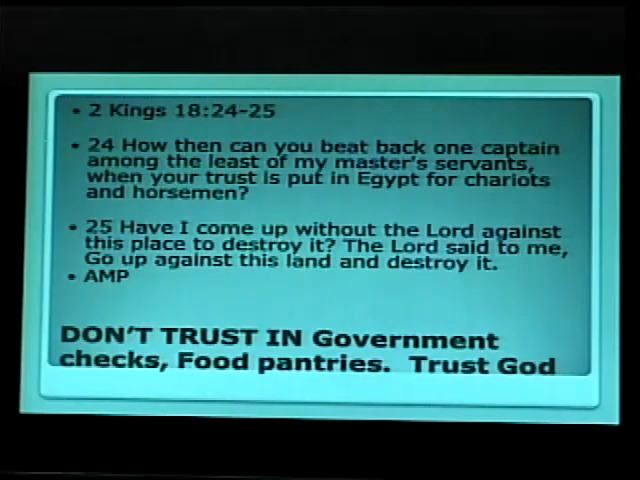 • 2 Kings 18:24-25
• 24 How then can you beat back one captain
among the least of my master's servants,
when your trust is put in Egypt for chariots
and horsemen?
• 25 Have I come up without the Lord against
this place to destroy it? The Lord said to me,
Go up against this land and destroy it.
• AMP
DON'T TRUST IN Government
checks, Food pantries.  Trust God